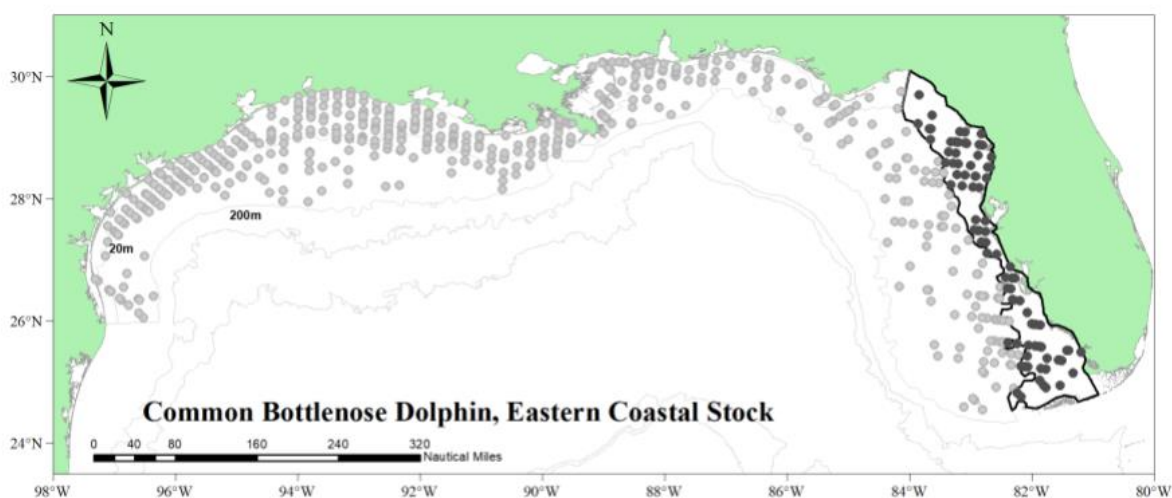 N
30°N
28°N
200m
20m
26°N
Common Bottlenose Dolphin, Eastern Coastal Stock
0 40 80 160 240 320
Nautical Miles
24°N
98°W 96°W 94°W 92°W 90°W 88°W 86°W 84°W 82°W 80°W